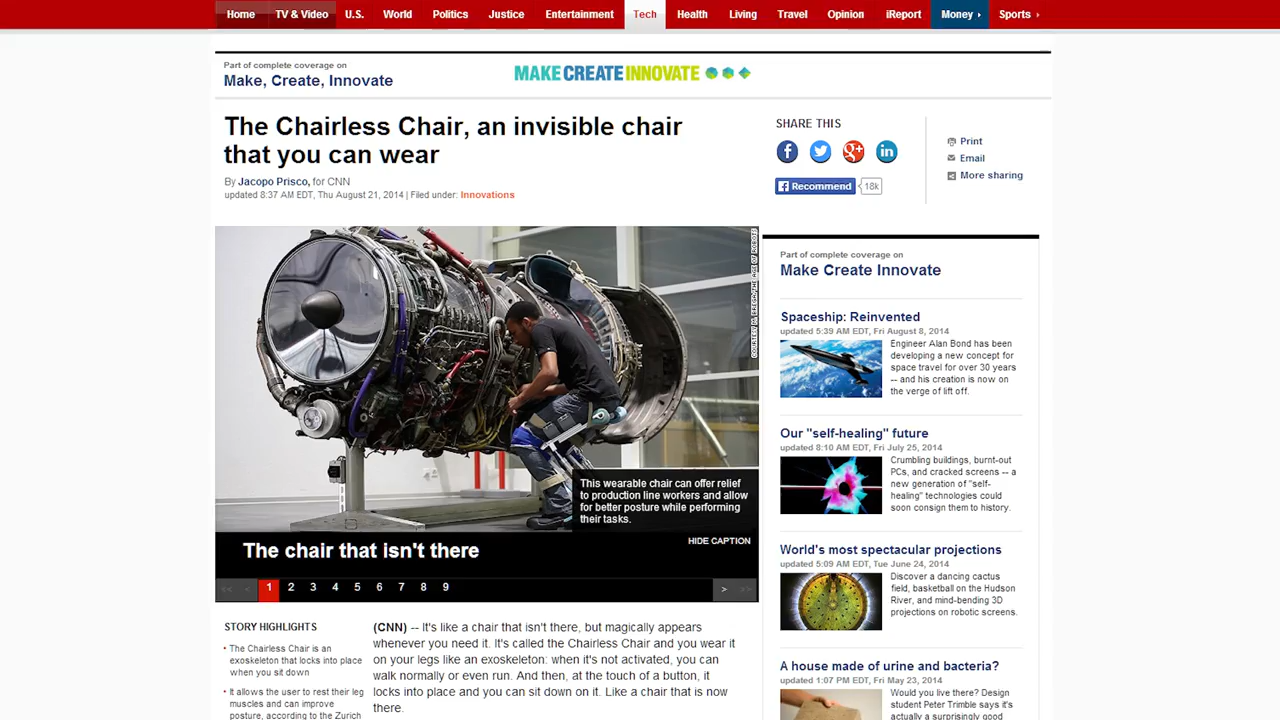 Home TV & Video U.S. World Politics Justice Entertainment Tech Health Living Travel Opinion iReport Money Sports
Part of complete coverage on
Make, Create, Innovate
MAKE CREATE INNOVATE
The Chairless Chair, an invisible chair
that you can wear
By Jacopo Prisco, for CNN
updated 8:37 AM EDT, Thu August 21, 2014 | Filed under: Innovations
SHARE THIS
Recommend 18k
Print
Email
More sharing
This wearable chair can offer relief
to production line workers and allow
for better posture while performing
their tasks.
HIDE CAPTION
The chair that isn't there
<< < 1 2 3 4 5 6 7 8 9 > >>
STORY HIGHLIGHTS
The Chairless Chair is an
exoskeleton that locks into place
when you sit down
It allows the user to rest their leg
muscles and can improve
posture, according to the Zurich
(CNN) -- It's like a chair that isn't there, but magically appears
whenever you need it. It's called the Chairless Chair and you wear it
on your legs like an exoskeleton: when it's not activated, you can
walk normally or even run. And then, at the touch of a button, it
locks into place and you can sit down on it. Like a chair that is now
there.
Part of complete coverage on
Make Create Innovate
Spaceship: Reinvented
updated 5:39 AM EDT, Fri August 8, 2014
Engineer Alan Bond has been
developing a new concept for
space travel for over 30 years
-- and his creation is now on
the verge of lift off.
Our "self-healing" future
updated 8:10 AM EDT, Fri July 25, 2014
Crumbling buildings, burnt-out
PCs, and cracked screens -- a
new generation of "self-
healing" technologies could
soon consign them to history.
World's most spectacular projections
updated 5:09 AM EDT, Tue June 24, 2014
Discover a dancing cactus
field, basketball on the Hudson
River, and mind-bending 3D
projections on robotic screens.
A house made of urine and bacteria?
updated 1:07 PM EDT, Fri May 23, 2014
Would you live there? Design
student Peter Trimble says it's
actually a surprisingly good